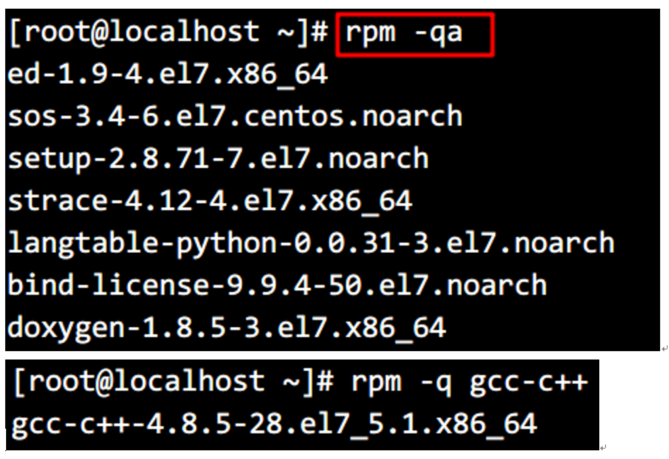 [root@localhost ~]# rpm -qa
ed-1.9-4.el7.x86_64
sos-3.4-6.el7.centos.noarch
setup-2.8.71-7.el7.noarch
strace-4.12-4.el7.x86_64
langtable-python-0.0.31-3.el7.noarch
bind-license-9.9.4-50.el7.noarch
doxygen-1.8.5-3.el7.x86_64
[root@localhost ~]# rpm -q gcc-c++
gcc-c++-4.8.5-28.el7_5.1.x86_64